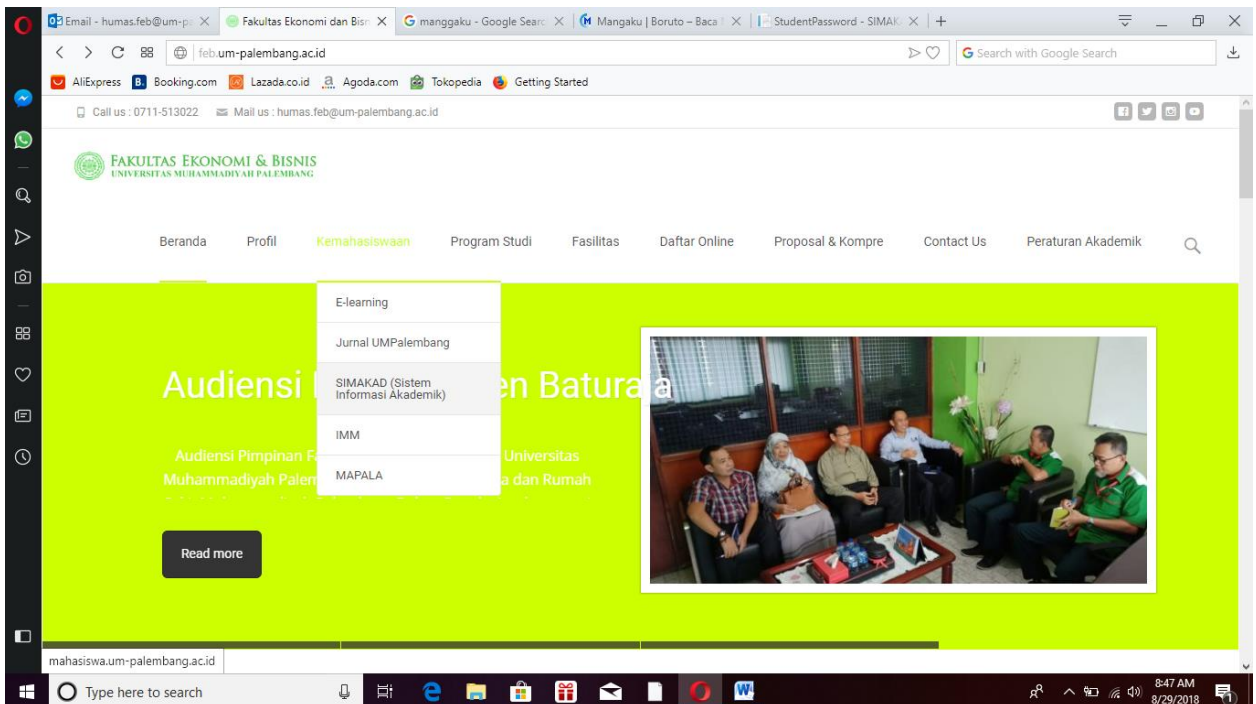 Email - humas.feb@um-p
Fakultas Ekonomi dan Bisn
manggaku - Google Searc
Mangaku | Boruto – Baca
StudentPassword - SIMAK
feb.um-palembang.ac.id
Search with Google Search
AliExpress B. Booking.com Lazada.co.id a Agoda.com Tokopedia Getting Started
Call us : 0711-513022 Mail us : humas.feb@um-palembang.ac.id
FAKULTAS EKONOMI & BISNIS
UNIVERSITAS MUHAMMADIYAH PALEMBANG
Beranda Profil Kemahasiswaan Program Studi Fasilitas Daftar Online Proposal & Kompre Contact Us Peraturan Akademik
E-learning
Jurnal UMPalembang
SIMAKAD (Sistem
Informasi Akademik)
IMM
MAPALA
Audiensi en Baturaja
Audiensi Pimpinan F Universitas
Muhammadiyah Palem a dan Rumah
Read more
mahasiswa.um-palembang.ac.id
Type here to search
8:47 AM
8/29/2018